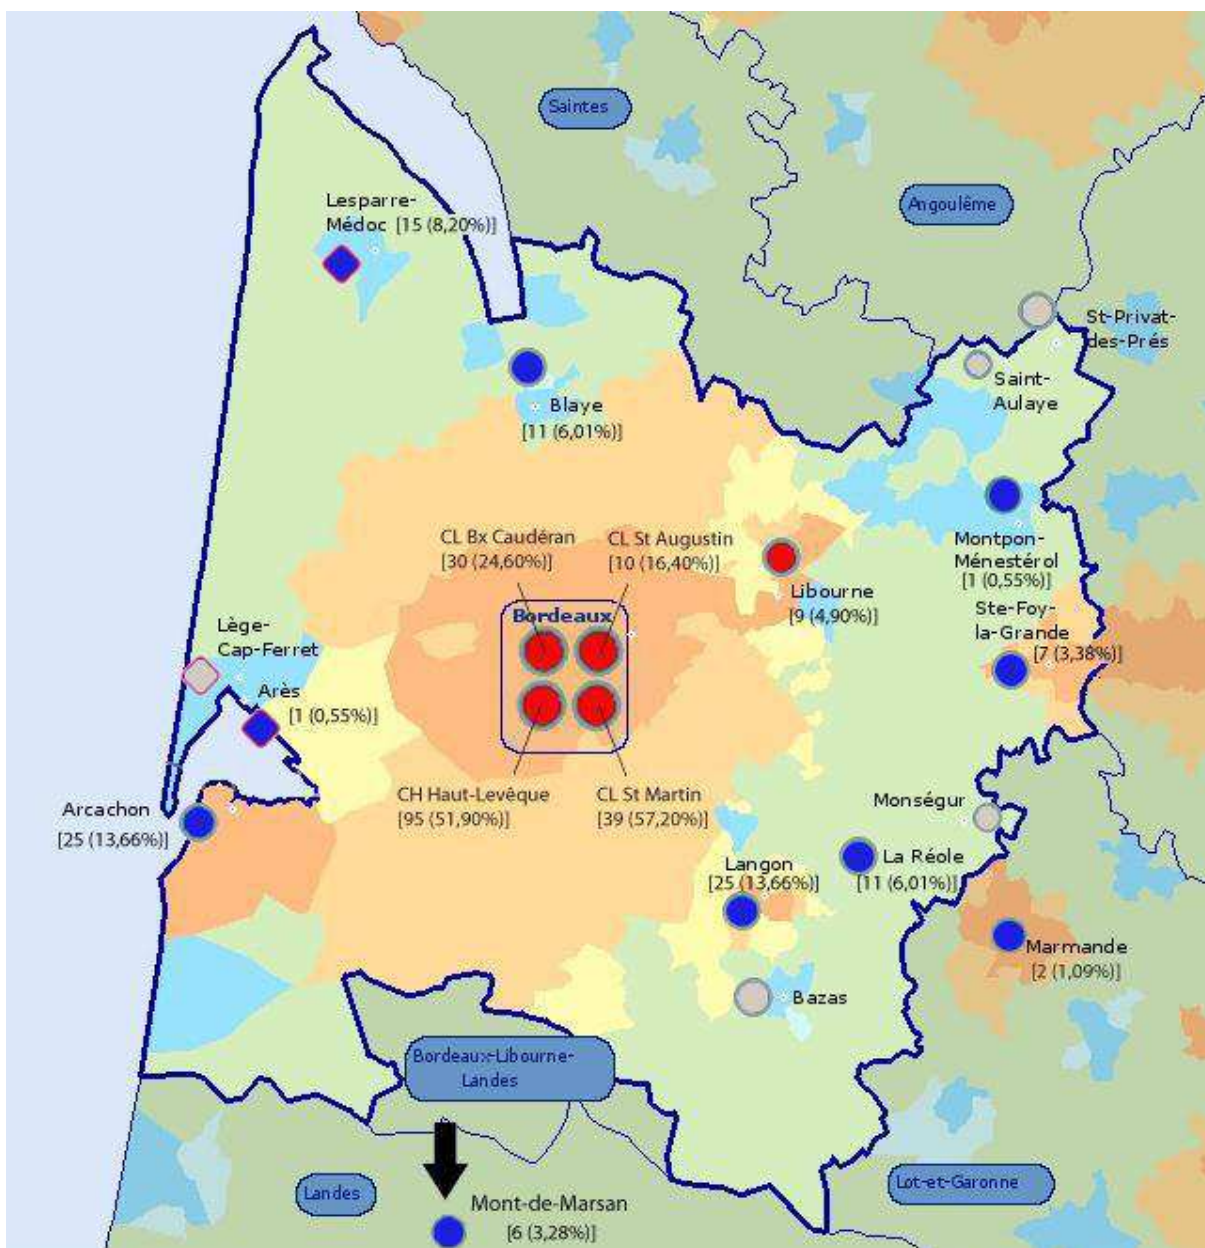 Saintes
Angoulême
Lesparre-
Médoc [15 (8,20%)]
St-Privat-
des-Prés
Saint-
Aulaye
Blaye
[11 (6,01%)]
CL Bx Caudéran
[30 (24,60%)]
CL St Augustin
[10 (16,40%)]
Montpon-
Ménestérol
[1 (0,55%)]
Libourne
[9 (4,90%)]
Ste-Foy-
la-Grande
[7 (3,38%)]
Bordeaux
Lège-
Cap-Ferret
Arès
[1 (0,55%)]
CH Haut-Levêque
[95 (51,90%)]
CL St Martin
[39 (57,20%)]
Arcachon
[25 (13,66%)]
Monségur
Langon
[25 (13,66%)]
La Réole
[11 (6,01%)]
Marmande
[2 (1,09%)]
Bazas
Bordeaux-Libourne-
Landes
Landes
Lot-et-Garonne
Mont-de-Marsan
[6 (3,28%)]